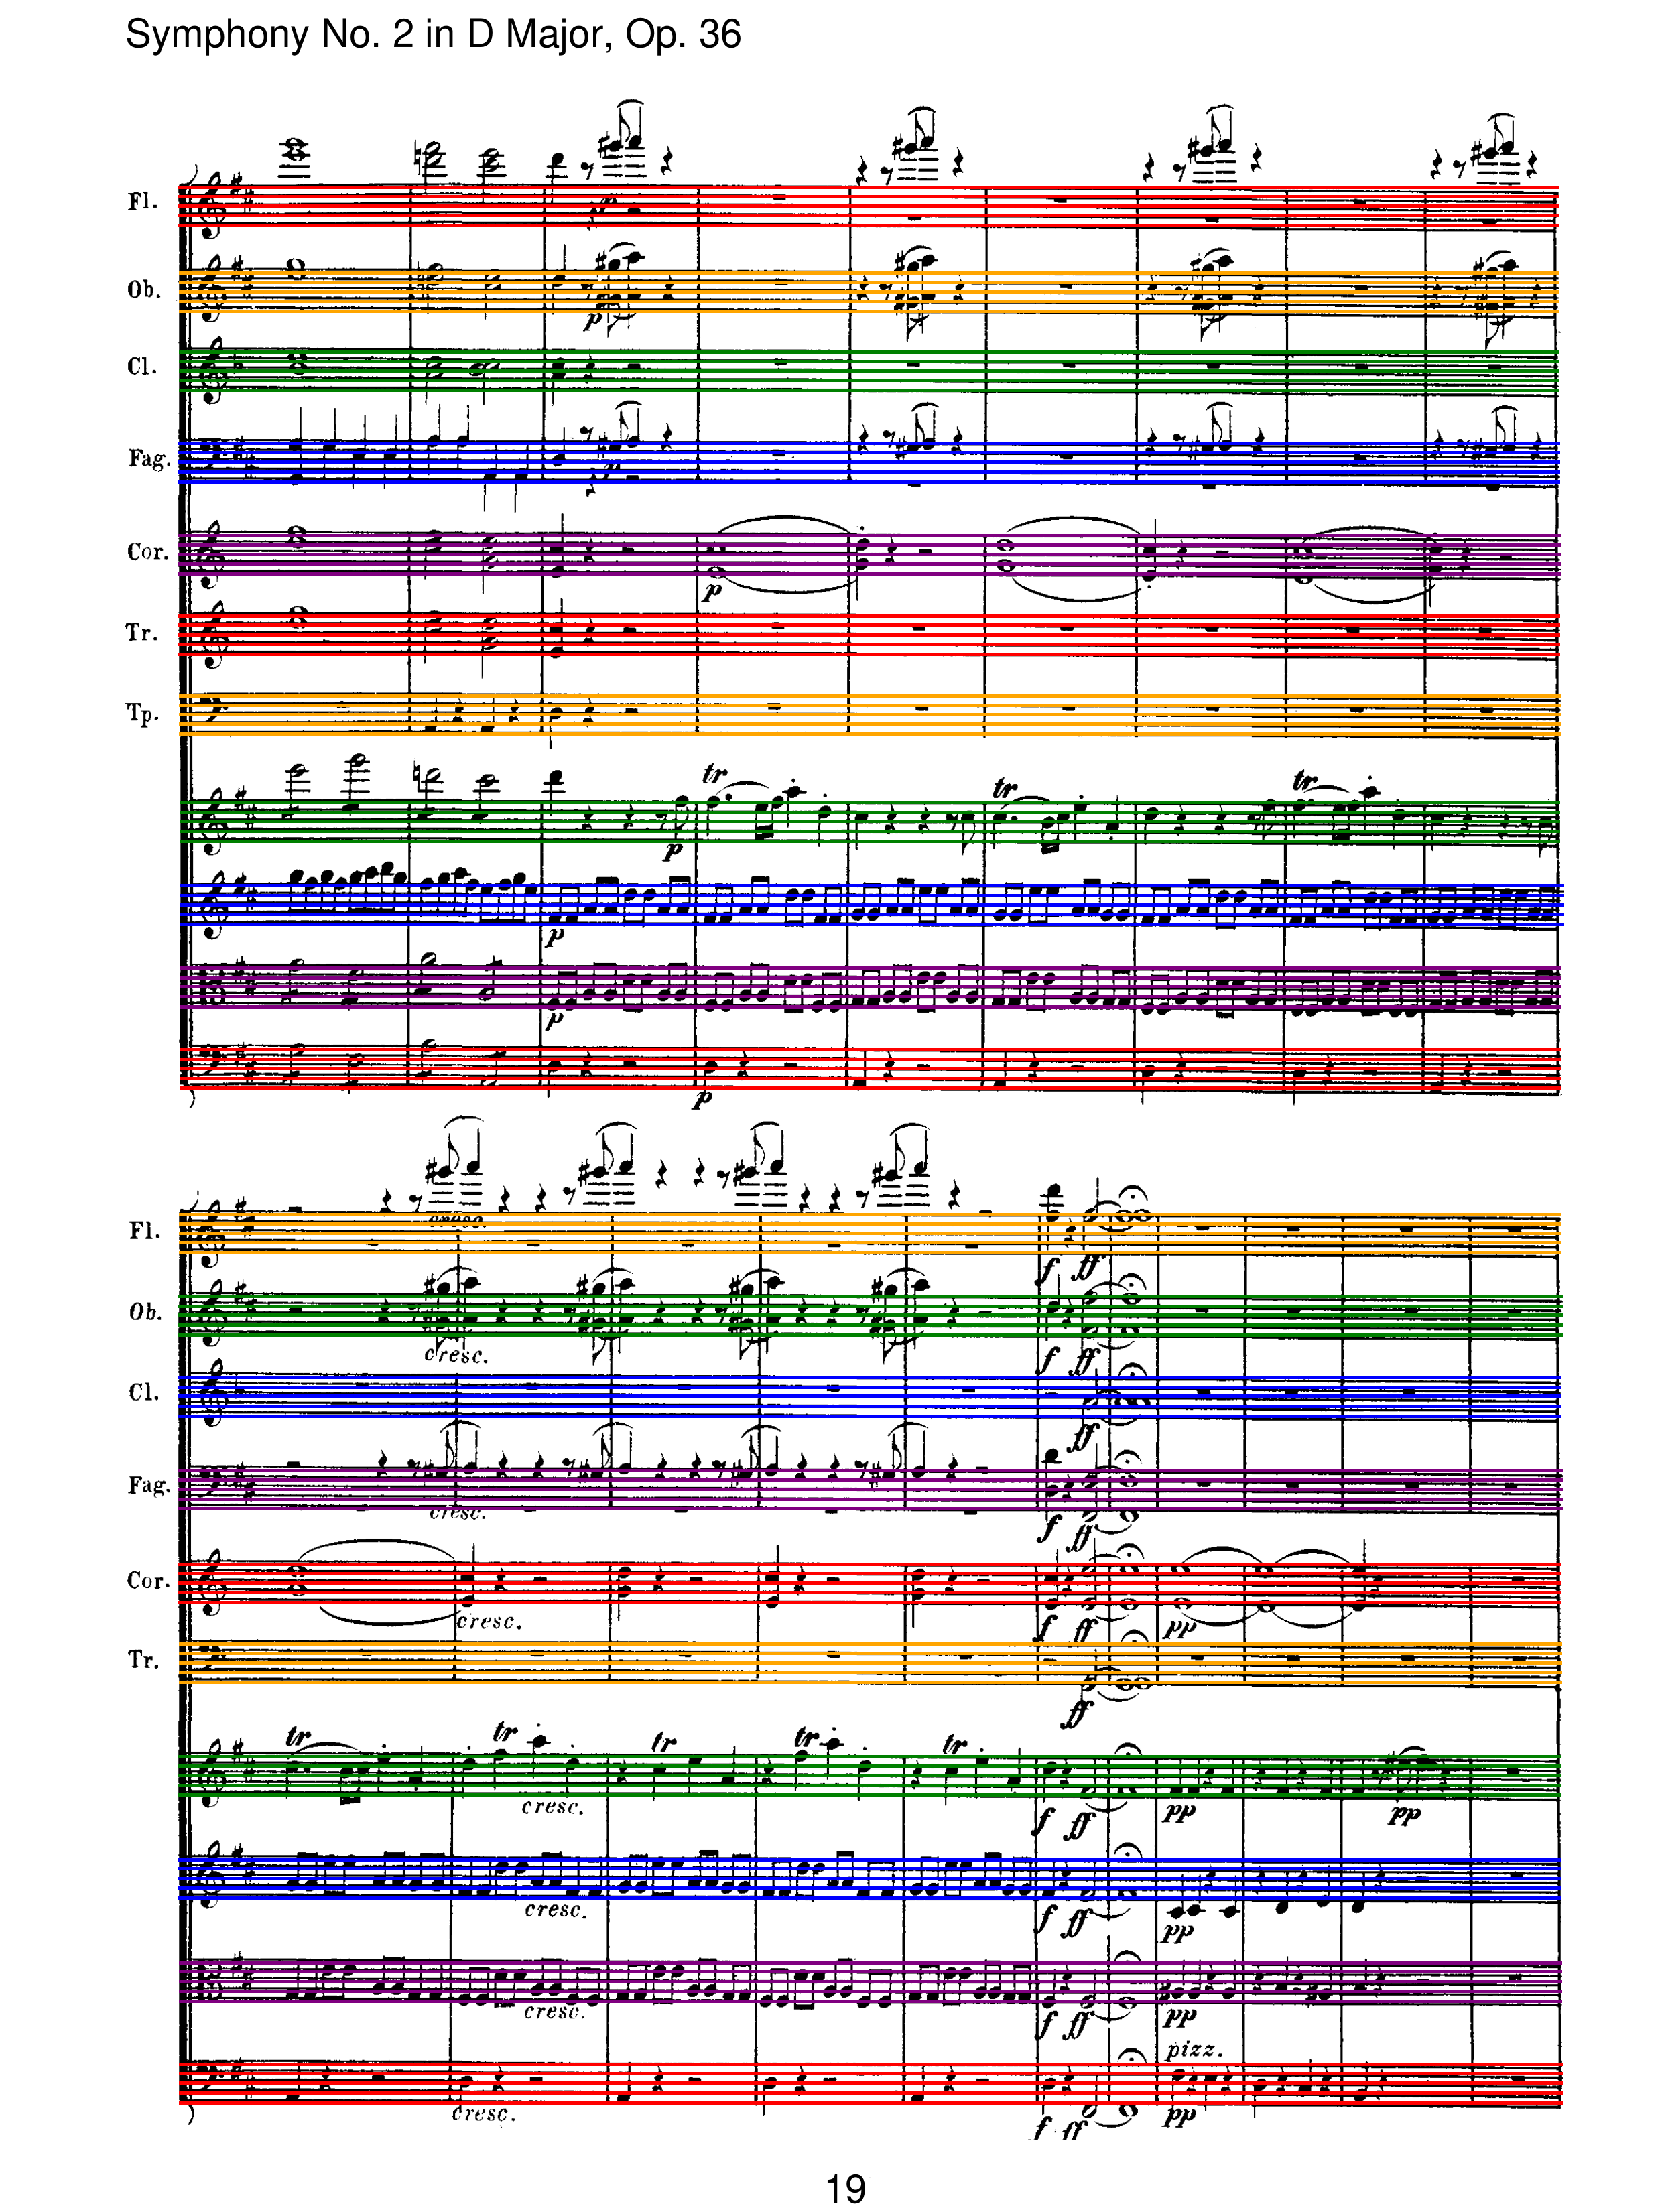 Symphony No. 2 in D Major, Op. 36
Fl.
p
Ob.
p
Cl.
Fag.
p
Cor.
p
Tr.
Tp.
tr tr tr
p
p
p
p
Fl.
cresc.
f ff
Ob.
cresc.
f ff
Cl.
ff
Fag.
cresc.
f ff
Cor.
cresc.
f ff pp
Tr.
ff
tr tr tr tr tr
cresc.
f ff pp pp
cresc.
f ff pp
cresc.
f ff pp
pizz.
cresc.
f ff pp
19